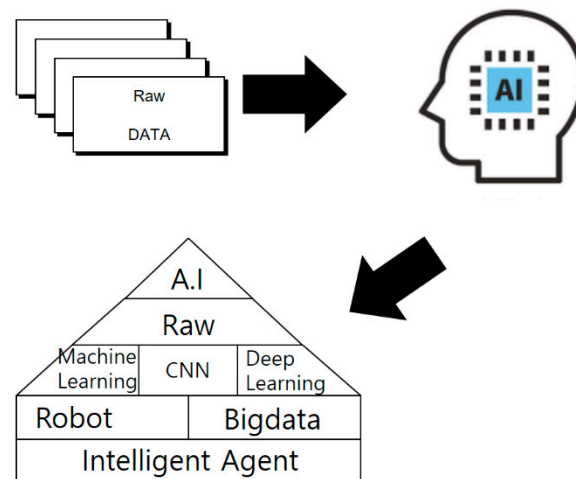 Raw
DATA
AI
A.I
Raw
Machine
Learning
CNN
Deep
Learning
Robot
Bigdata
Intelligent Agent